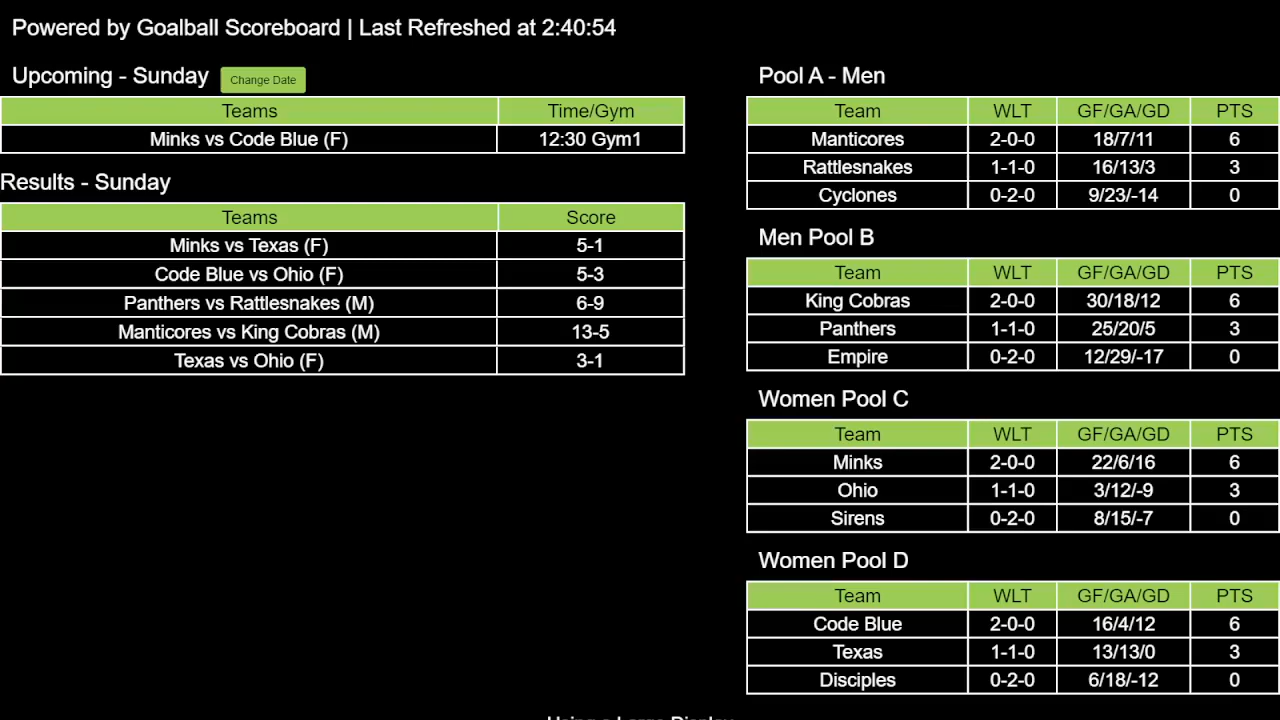 Powered by Goalball Scoreboard | Last Refreshed at 2:40:54
Upcoming - Sunday Change Date
Teams Time/Gym
Minks vs Code Blue (F) 12:30 Gym1
Results - Sunday
Teams Score
Minks vs Texas (F) 5-1
Code Blue vs Ohio (F) 5-3
Panthers vs Rattlesnakes (M) 6-9
Manticores vs King Cobras (M) 13-5
Texas vs Ohio (F) 3-1
Pool A - Men
Team WLT GF/GA/GD PTS
Manticores 2-0-0 18/7/11 6
Rattlesnakes 1-1-0 16/13/3 3
Cyclones 0-2-0 9/23/-14 0
Men Pool B
Team WLT GF/GA/GD PTS
King Cobras 2-0-0 30/18/12 6
Panthers 1-1-0 25/20/5 3
Empire 0-2-0 12/29/-17 0
Women Pool C
Team WLT GF/GA/GD PTS
Minks 2-0-0 22/6/16 6
Ohio 1-1-0 3/12/-9 3
Sirens 0-2-0 8/15/-7 0
Women Pool D
Team WLT GF/GA/GD PTS
Code Blue 2-0-0 16/4/12 6
Texas 1-1-0 13/13/0 3
Disciples 0-2-0 6/18/-12 0
Using a Large Display